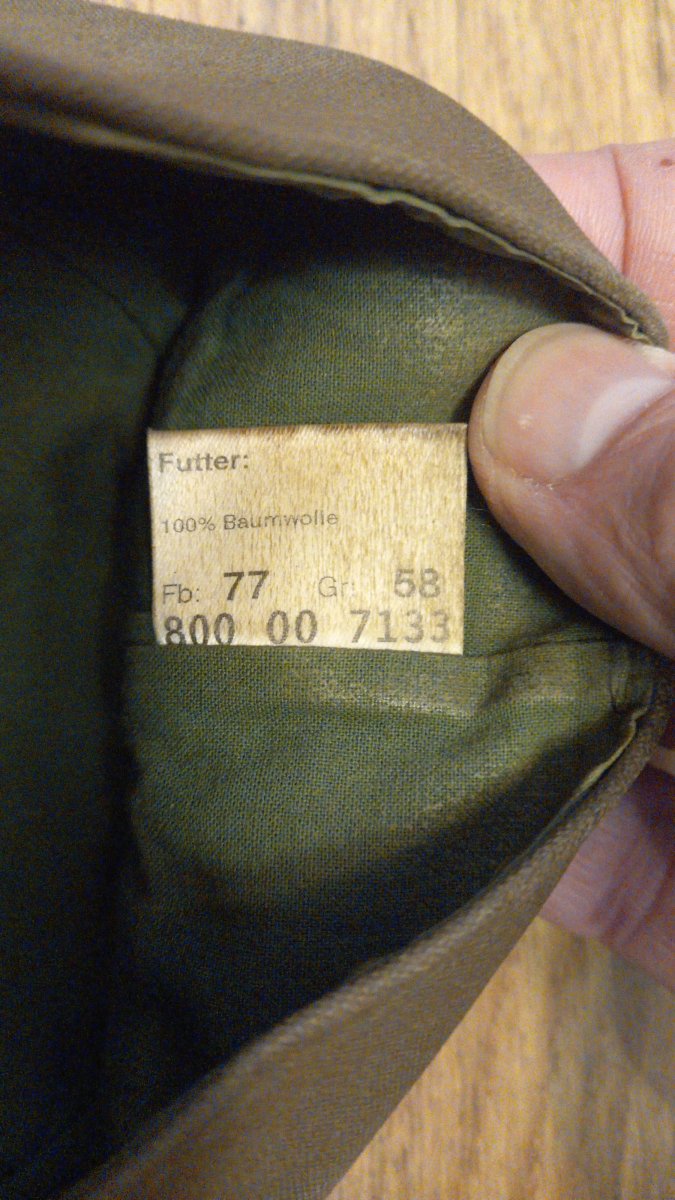 Futter:
100% Baumwolle
Fb: 77 Gr: 58
800 00 7133